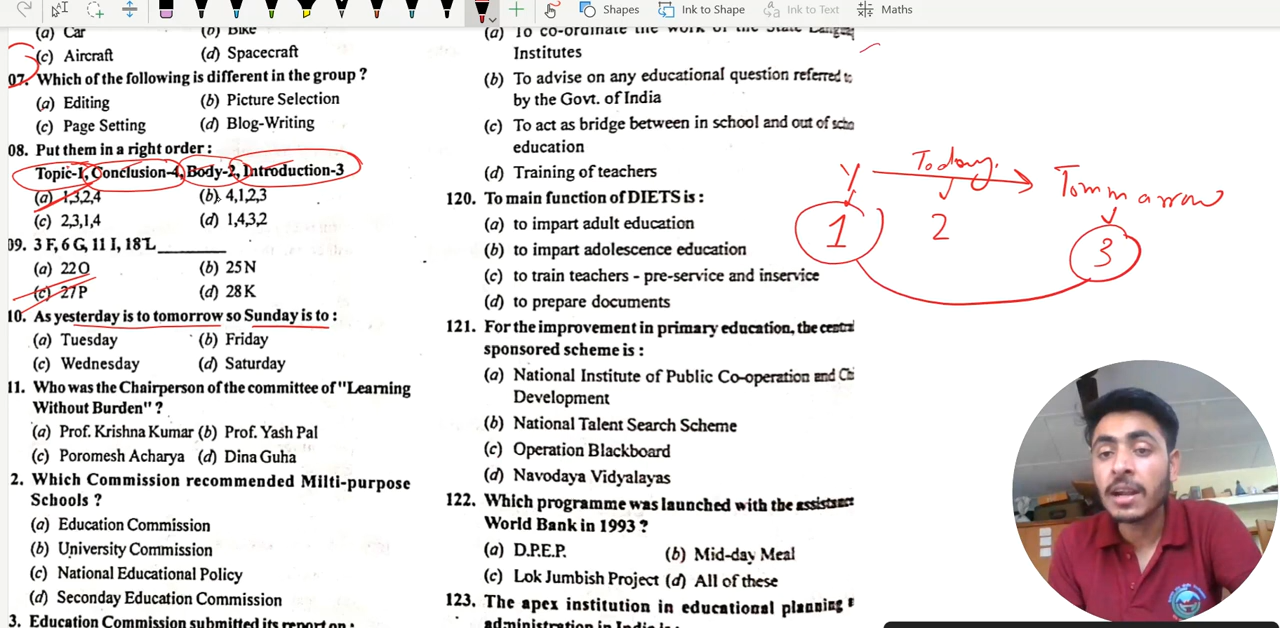 Shapes
Ink to Shape
Ink to Text
Maths
(a) Car (b) Bike
(c) Aircraft (d) Spacecraft
07. Which of the following is different in the group ?
(a) Editing (b) Picture Selection
(c) Page Setting (d) Blog-Writing
08. Put them in a right order :
Topic-1, Conclusion-4, Body-2, Introduction-3
(a) 1,3,2,4 (b) 4,1,2,3
(c) 2,3,1,4 (d) 1,4,3,2
09. 3 F, 6 G, 11 I, 18 L ________
(a) 22 O (b) 25 N
(c) 27 P (d) 28 K
10. As yesterday is to tomorrow so Sunday is to :
(a) Tuesday (b) Friday
(c) Wednesday (d) Saturday
11. Who was the Chairperson of the committee of "Learning
Without Burden" ?
(a) Prof. Krishna Kumar (b) Prof. Yash Pal
(c) Poromesh Acharya (d) Dina Guha
2. Which Commission recommended Milti-purpose
Schools ?
(a) Education Commission
(b) University Commission
(c) National Educational Policy
(d) Seconday Education Commission
3. Education Commission submitted its report on :
(a) To co-ordinate the work of the State
Institutes
(b) To advise on any educational question referred to
by the Govt. of India
(c) To act as bridge between in school and out of scho
education
(d) Training of teachers
120. To main function of DIETS is :
(a) to impart adult education
(b) to impart adolescence education
(c) to train teachers - pre-service and inservice
(d) to prepare documents
121. For the improvement in primary education, the central
sponsored scheme is :
(a) National Institute of Public Co-operation and Chi
Development
(b) National Talent Search Scheme
(c) Operation Blackboard
(d) Navodaya Vidyalayas
122. Which programme was launched with the assistance
World Bank in 1993 ?
(a) D.P.E.P. (b) Mid-day Meal
(c) Lok Jumbish Project (d) All of these
123. The apex institution in educational planning
administration in India is :
Y Today. Tommarrow
1 2 3